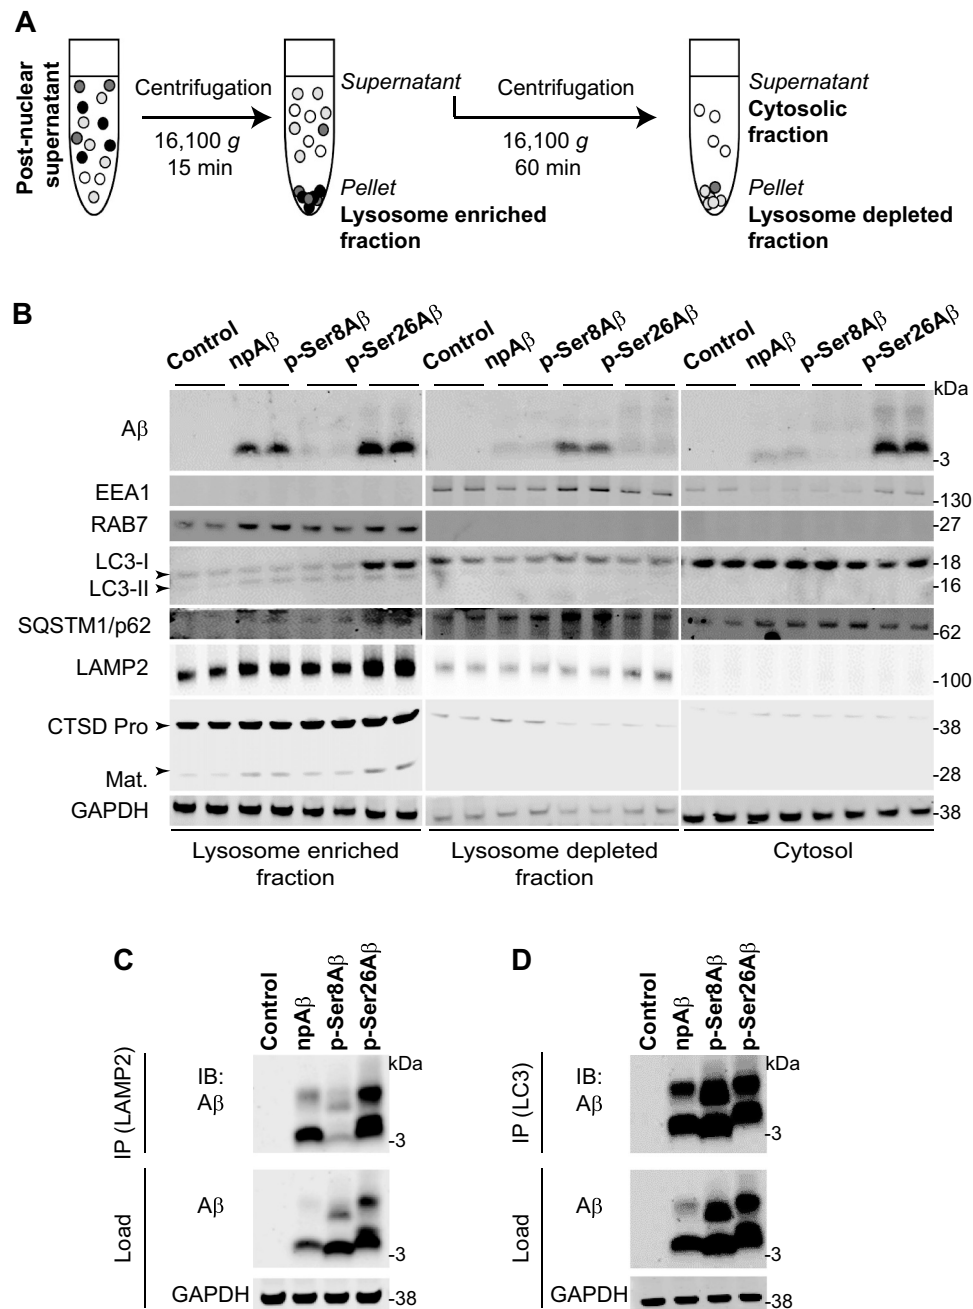 A
Post-nuclear
supernatant
Centrifugation
16,100 g
15 min
Supernatant
Pellet
Lysosome enriched
fraction
Centrifugation
16,100 g
60 min
Supernatant
Cytosolic
fraction
Pellet
Lysosome depleted
fraction
B
Control npAβ p-Ser8Aβ p-Ser26Aβ Control npAβ p-Ser8Aβ p-Ser26Aβ Control npAβ p-Ser8Aβ p-Ser26Aβ
kDa
Aβ -3
EEA1 -130
RAB7 -27
LC3-I -18
LC3-II -16
SQSTM1/p62 -62
LAMP2 -100
CTSD Pro -38
Mat. -28
GAPDH -38
Lysosome enriched
fraction
Lysosome depleted
fraction
Cytosol
C
Control npAβ p-Ser8Aβ p-Ser26Aβ
kDa
IP (LAMP2)
IB:
Aβ
-3
Load
Aβ
-3
GAPDH -38
D
Control npAβ p-Ser8Aβ p-Ser26Aβ
kDa
IP (LC3)
IB:
Aβ
-3
Load
Aβ
-3
GAPDH -38